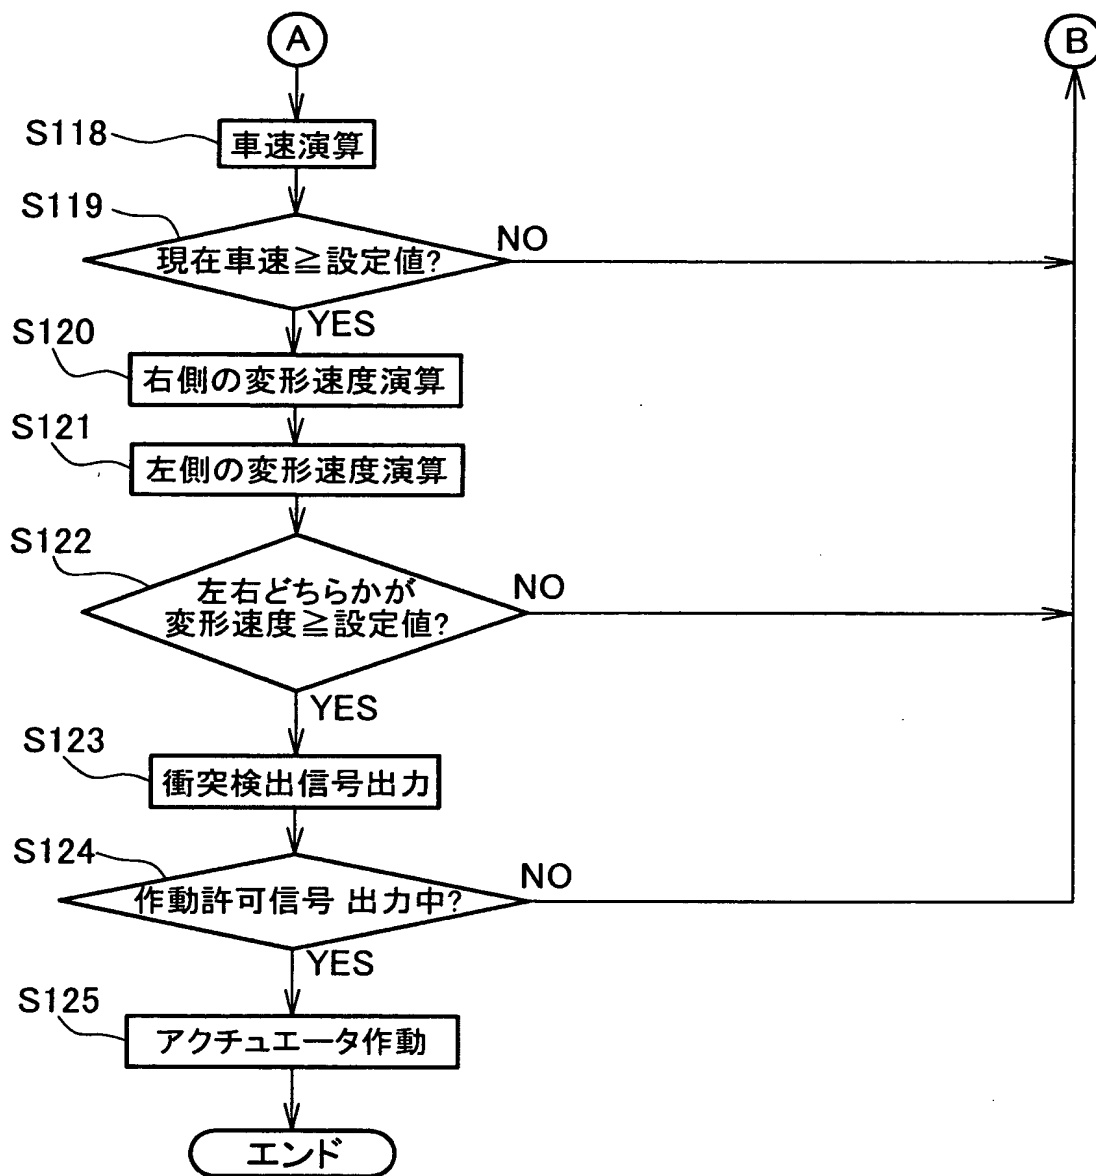 A
B
S118
車速演算
S119
現在車速≧設定値?
NO
YES
S120
右側の変形速度演算
S121
左側の変形速度演算
S122
左右どちらかが
変形速度≧設定値?
NO
YES
S123
衝突検出信号出力
S124
作動許可信号 出力中?
NO
YES
S125
アクチュエータ作動
エンド